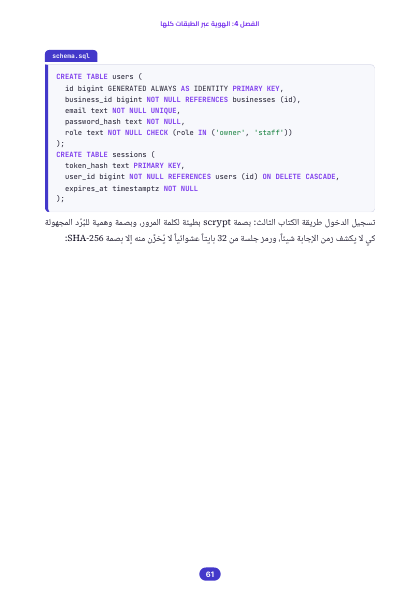 الفصل 4: الهوية عبر الطبقات كلها
schema.sql
CREATE TABLE users (
  id bigint GENERATED ALWAYS AS IDENTITY PRIMARY KEY,
  business_id bigint NOT NULL REFERENCES businesses (id),
  email text NOT NULL UNIQUE,
  password_hash text NOT NULL,
  role text NOT NULL CHECK (role IN ('owner', 'staff'))
);
CREATE TABLE sessions (
  token_hash text PRIMARY KEY,
  user_id bigint NOT NULL REFERENCES users (id) ON DELETE CASCADE,
  expires_at timestamptz NOT NULL
);
تسجيل الدخول طريقة الكتاب الثالث: بصمة scrypt بطيئة لكلمة المرور، وبصمة وهمية للبُرُد المجهولة
كي لا يكشف زمن الإجابة شيئاً، ورمز جلسة من 32 بايتاً عشوائياً لا يُخزَّن منه إلا بصمة SHA-256:
61